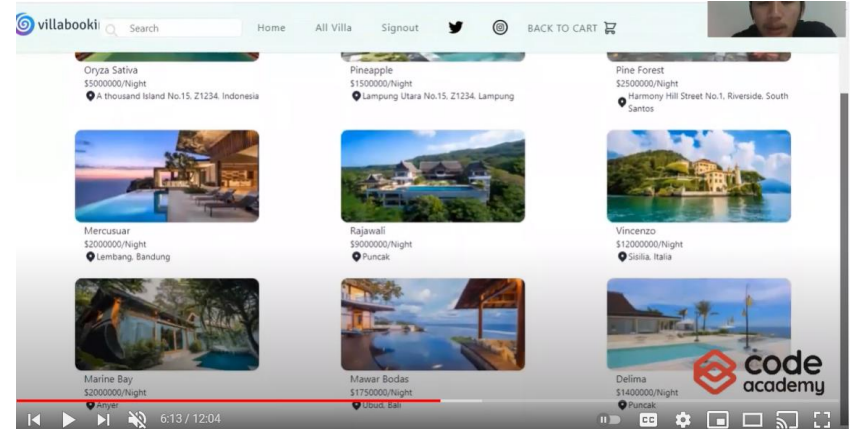 villabooki
Search
Home
All Villa
Signout
BACK TO CART
Oryza Sativa
$5000000/Night
A thousand Island No.15, Z1234, Indonesia
Pineapple
$1500000/Night
Lampung Utara No.15, Z1234, Lampung
Pine Forest
$2500000/Night
Harmony Hill Street No.1, Riverside, South
Santos
Mercusuar
$2000000/Night
Lembang, Bandung
Rajawali
$9000000/Night
Puncak
Vincenzo
$12000000/Night
Sisilia, Italia
Marine Bay
$2000000/Night
Anyer
Mawar Bodas
$1750000/Night
Ubud, Bali
Delima
$1400000/Night
Puncak
code
academy
6:13 / 12:04
CC